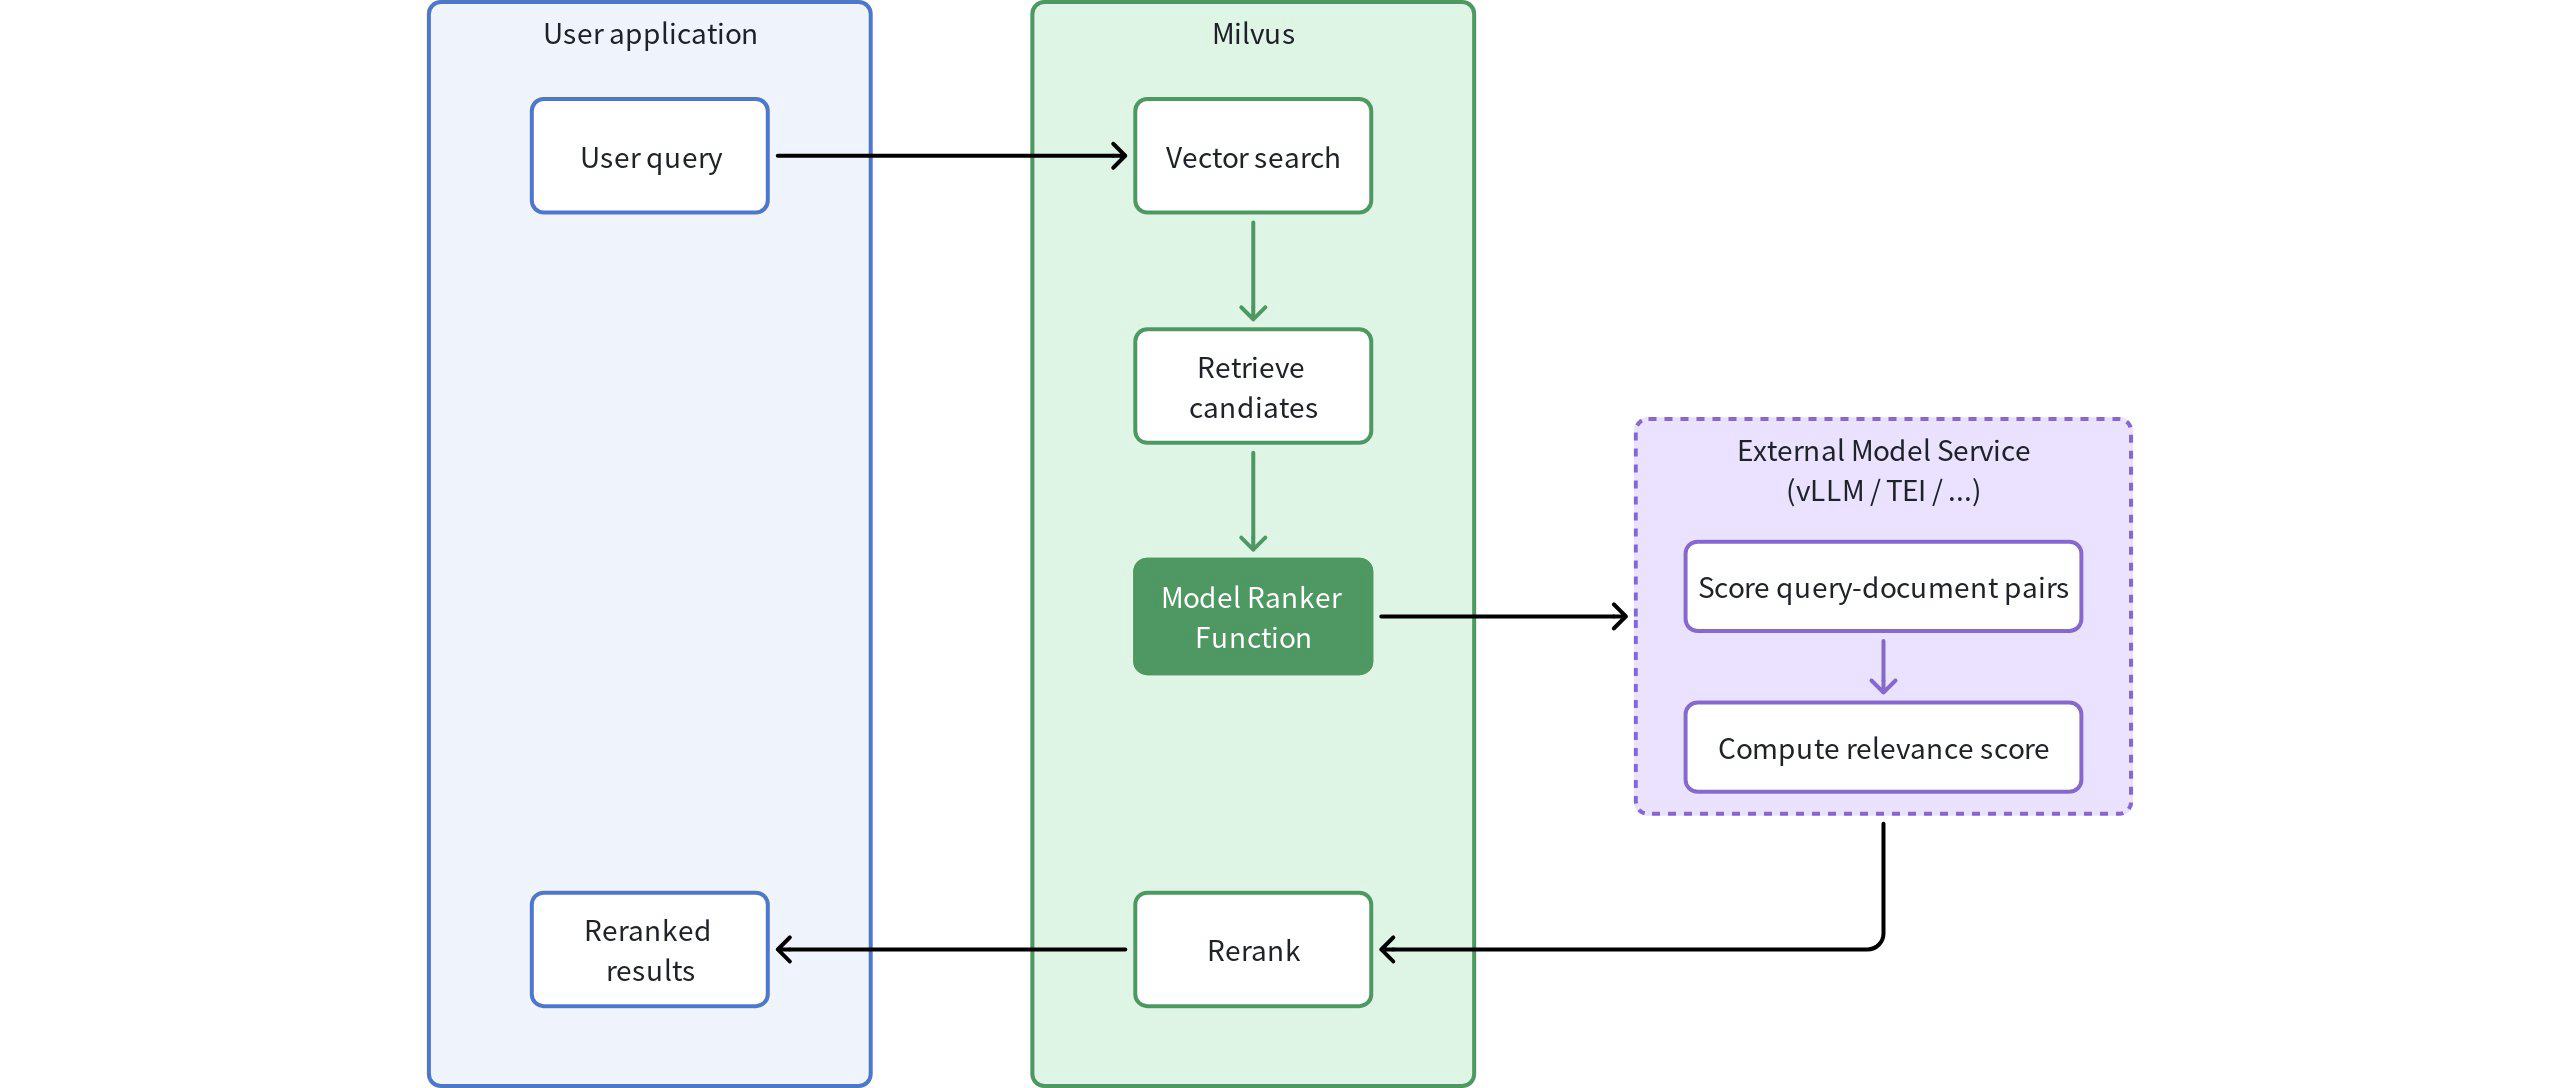 User application
User query
Reranked
results
Milvus
Vector search
Retrieve
candiates
Model Ranker
Function
Rerank
External Model Service
(vLLM / TEI / ...)
Score query-document pairs
Compute relevance score